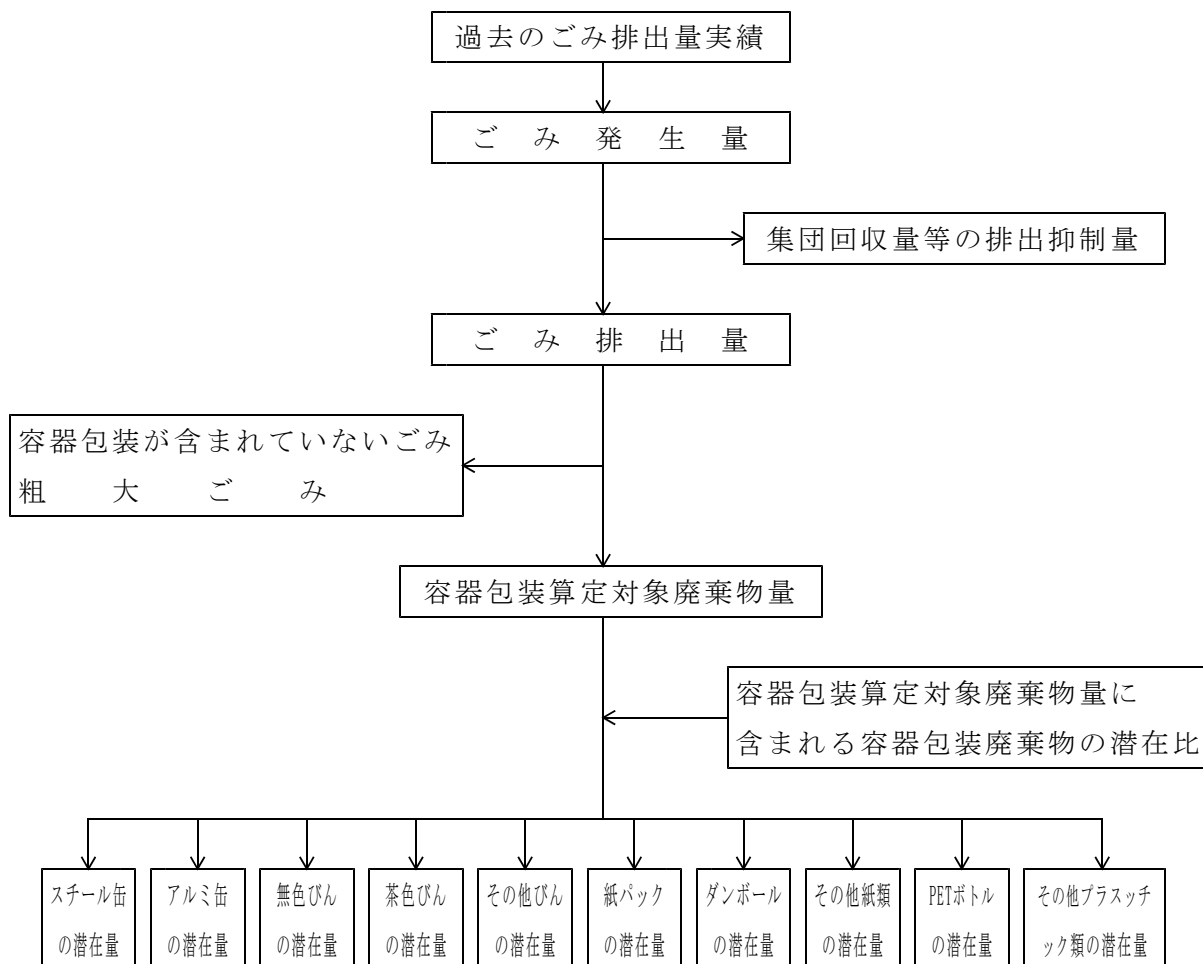 過去のごみ排出量実績
ごみ発生量
集団回収量等の排出抑制量
ごみ排出量
容器包装が含まれていないごみ
粗大ごみ
容器包装算定対象廃棄物量
容器包装算定対象廃棄物量に
含まれる容器包装廃棄物の潜在比
スチール缶
の潜在量
アルミ缶
の潜在量
無色びん
の潜在量
茶色びん
の潜在量
その他びん
の潜在量
紙パック
の潜在量
ダンボール
の潜在量
その他紙類
の潜在量
PETボトル
の潜在量
その他プラスッチ
ック類の潜在量